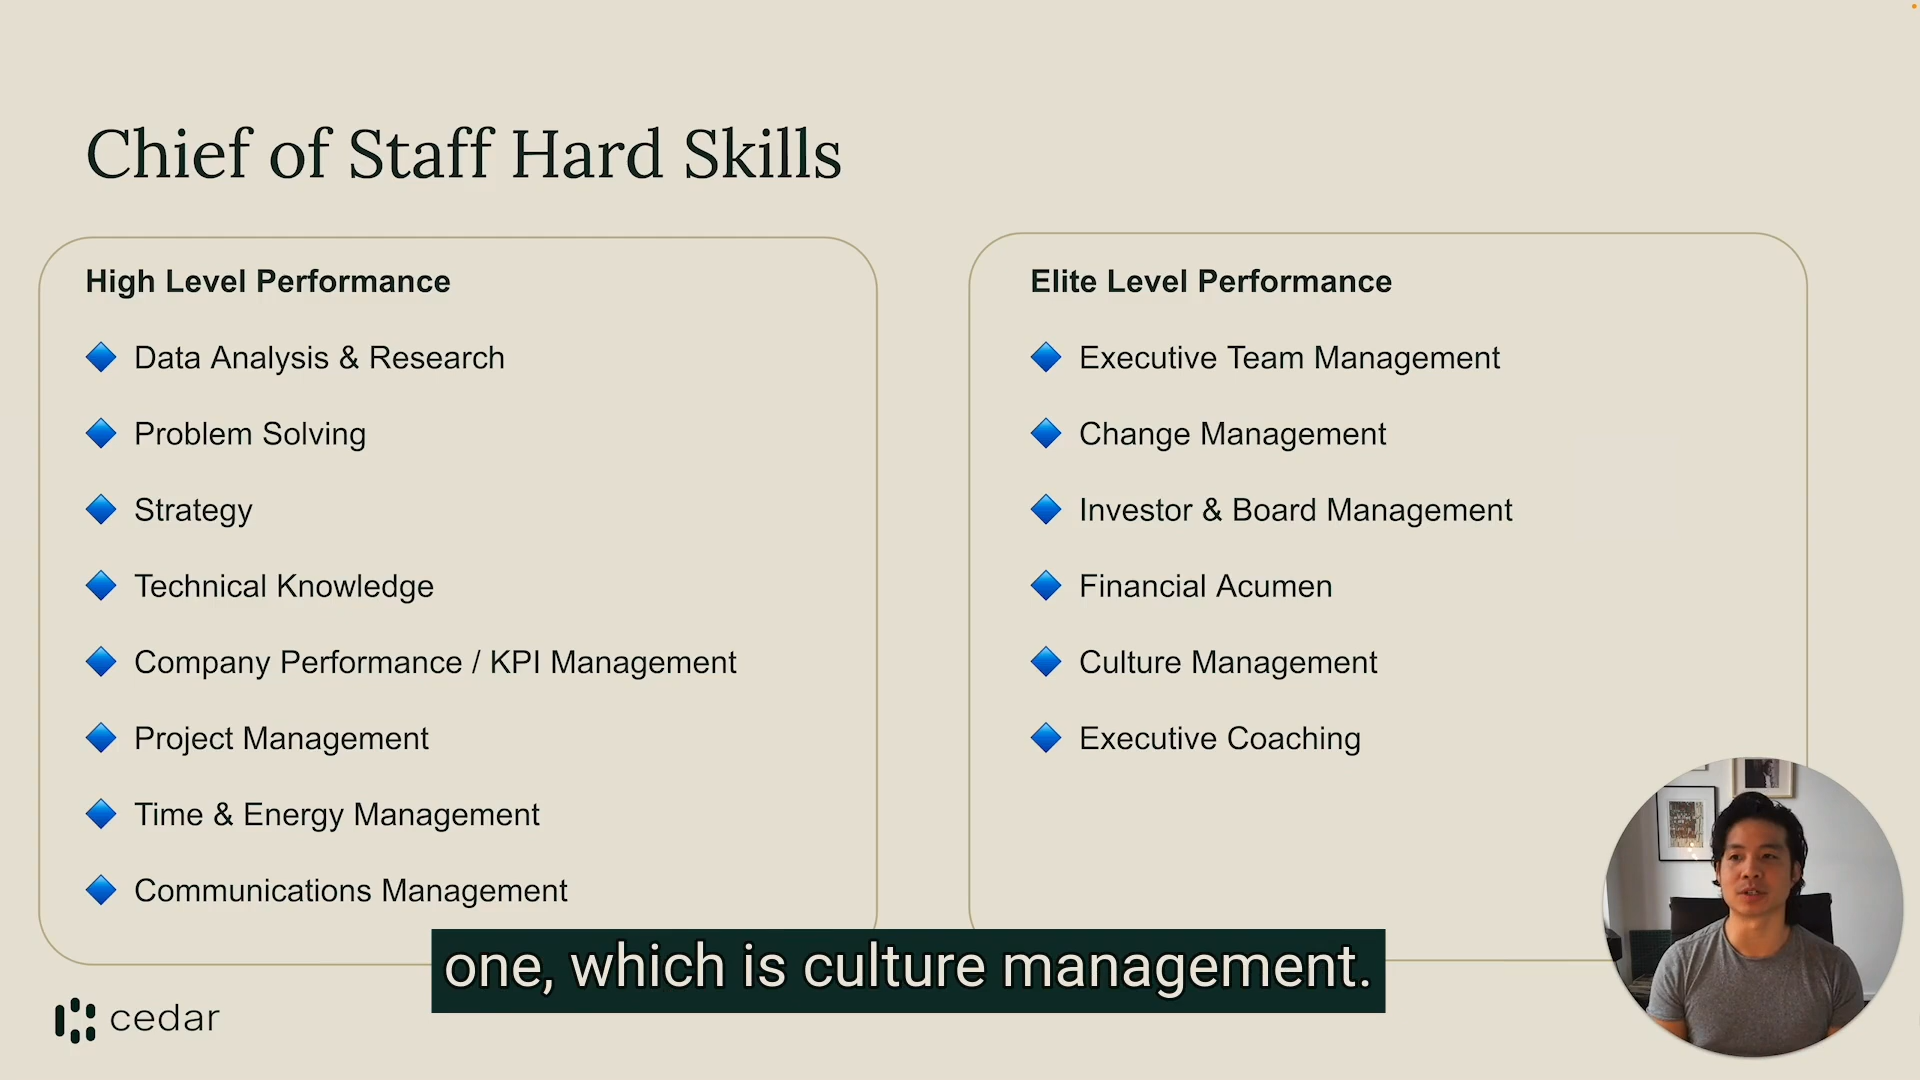 Chief of Staff Hard Skills
High Level Performance
Data Analysis & Research
Problem Solving
Strategy
Technical Knowledge
Company Performance / KPI Management
Project Management
Time & Energy Management
Communications Management
Elite Level Performance
Executive Team Management
Change Management
Investor & Board Management
Financial Acumen
Culture Management
Executive Coaching
one, which is culture management.
cedar